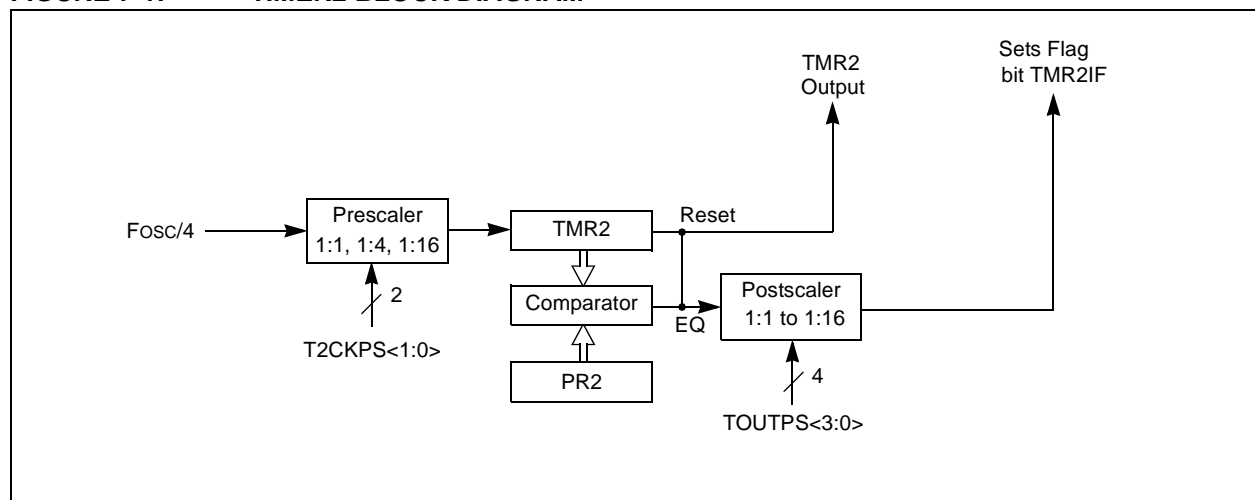 TMR2
Output
Sets Flag
bit TMR2IF
Fosc/4
Prescaler
1:1, 1:4, 1:16
2
T2CKPS<1:0>
TMR2
Reset
Comparator
EQ
PR2
Postscaler
1:1 to 1:16
4
TOUTPS<3:0>